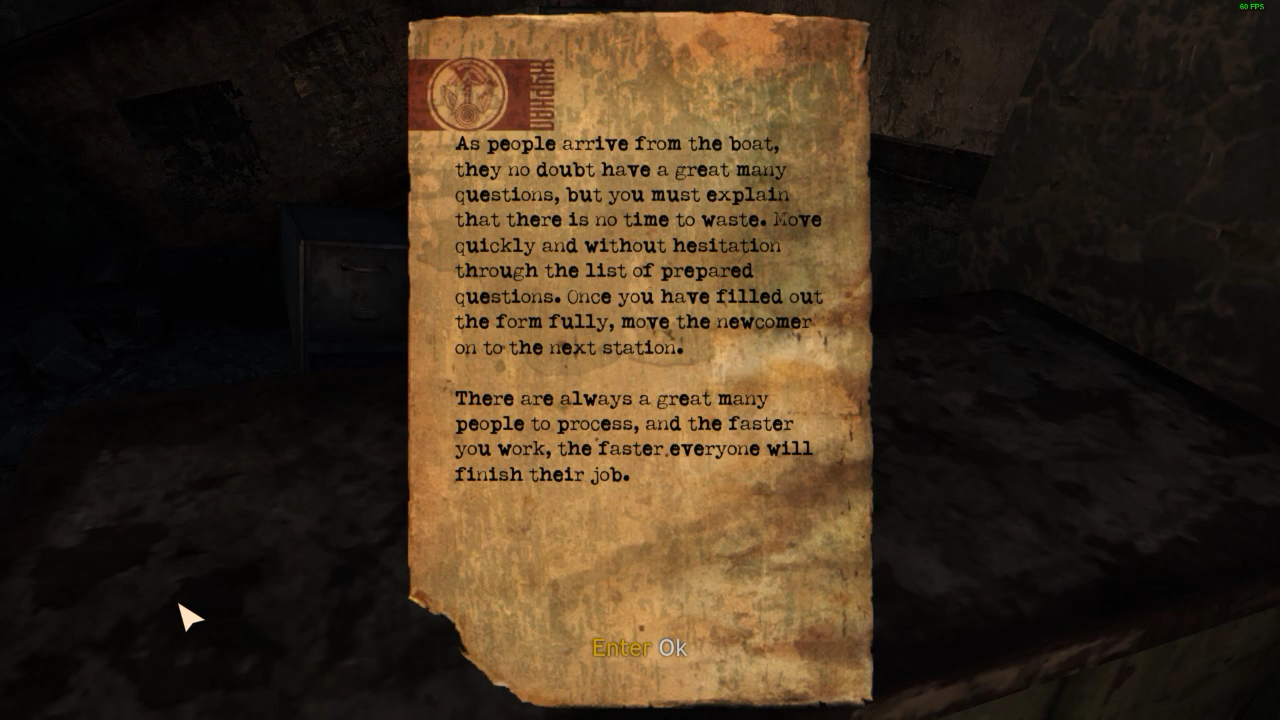 60 FPS
As people arrive from the boat,
they no doubt have a great many
questions, but you must explain
that there is no time to waste. Move
quickly and without hesitation
through the list of prepared
questions. Once you have filled out
the form fully, move the newcomer
on to the next station.
There are always a great many
people to process, and the faster
you work, the faster everyone will
finish their job.
Enter Ok